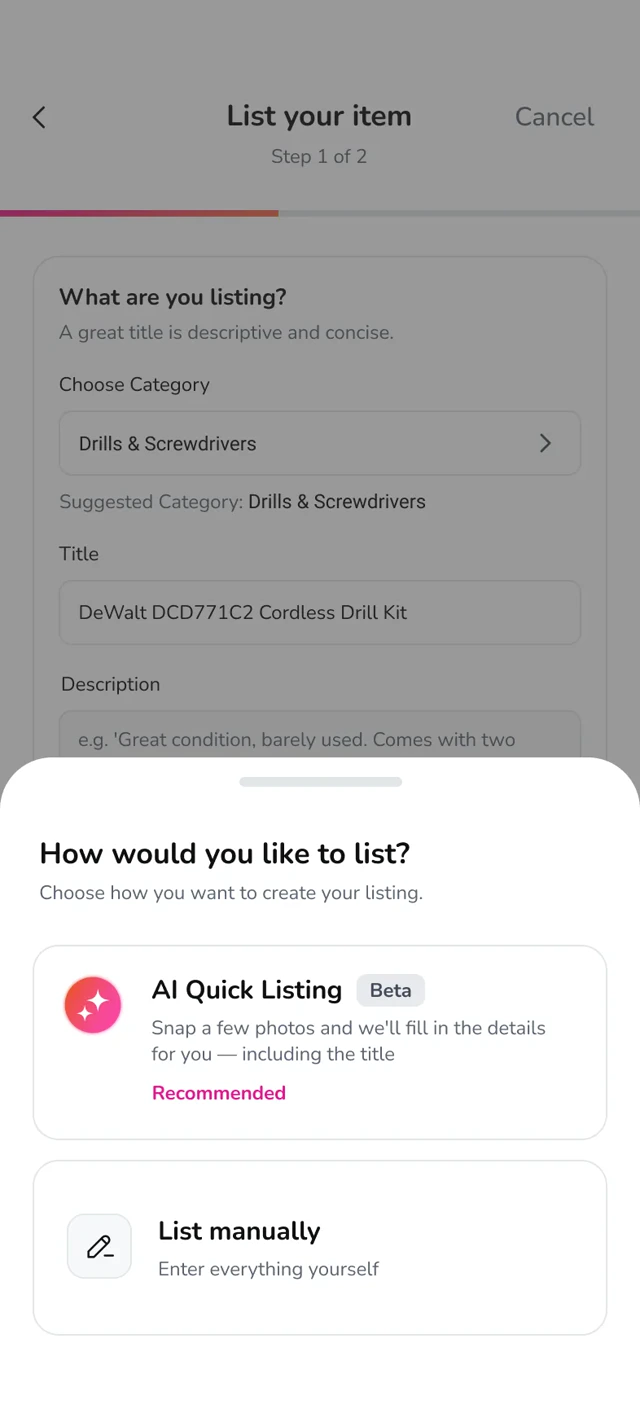 List your item
Cancel
Step 1 of 2
What are you listing?
A great title is descriptive and concise.
Choose Category
Drills & Screwdrivers
Suggested Category: Drills & Screwdrivers
Title
DeWalt DCD771C2 Cordless Drill Kit
Description
e.g. 'Great condition, barely used. Comes with two
How would you like to list?
Choose how you want to create your listing.
AI Quick Listing
Beta
Snap a few photos and we'll fill in the details
for you — including the title
Recommended
List manually
Enter everything yourself